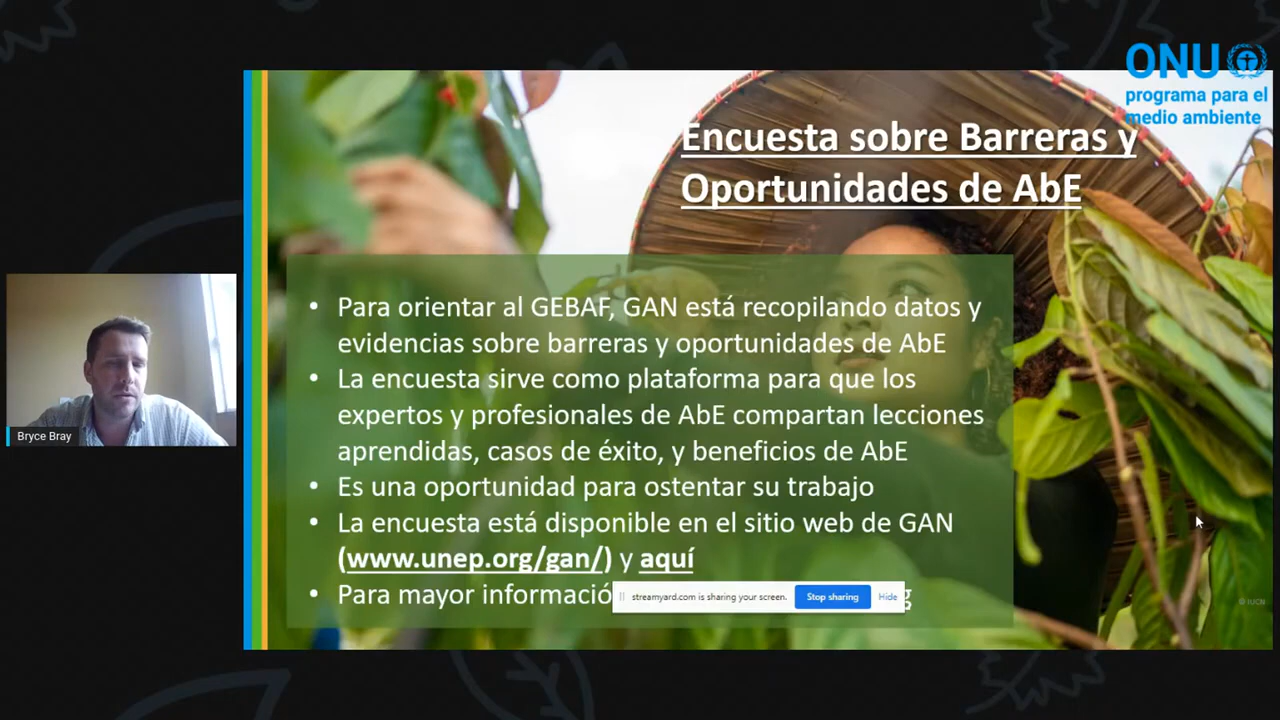 ONU
programa para el
medio ambiente
Encuesta sobre Barreras y
Oportunidades de AbE
• Para orientar al GEBAF, GAN está recopilando datos y
evidencias sobre barreras y oportunidades de AbE
• La encuesta sirve como plataforma para que los
expertos y profesionales de AbE compartan lecciones
aprendidas, casos de éxito, y beneficios de AbE
• Es una oportunidad para ostentar su trabajo
• La encuesta está disponible en el sitio web de GAN
(www.unep.org/gan/) y aquí
• Para mayor
streamyard.com is sharing your screen. Stop sharing Hide
© IUCN
Bryce Bray